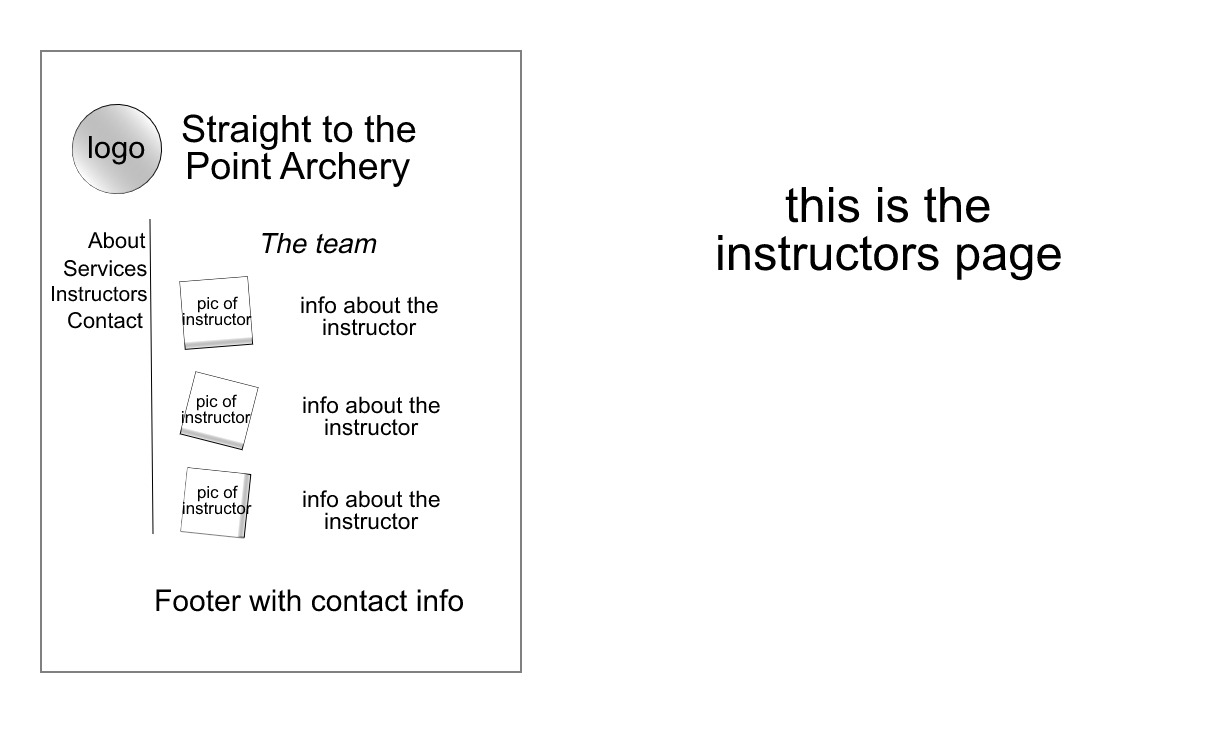 logo
Straight to the
Point Archery
About
Services
Instructors
Contact
The team
pic of
instructor
info about the
instructor
pic of
instructor
info about the
instructor
pic of
instructor
info about the
instructor
Footer with contact info
this is the
instructors page